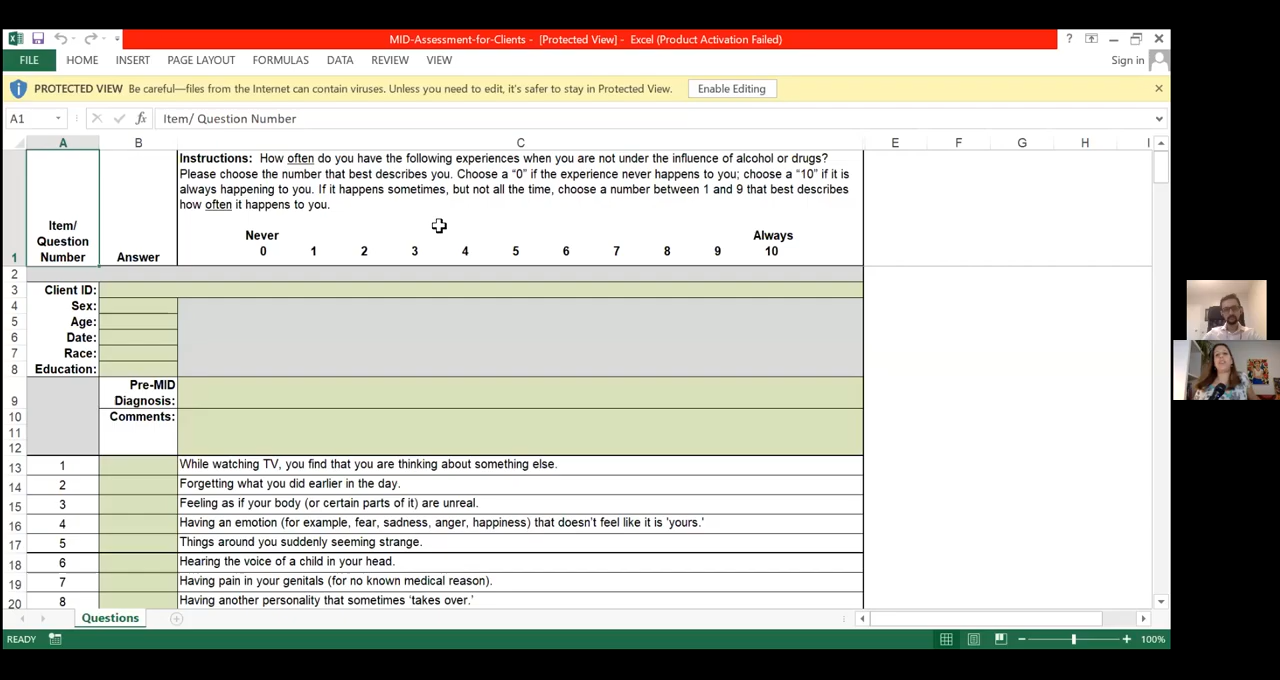 MID-Assessment-for-Clients - [Protected View] - Excel (Product Activation Failed)
?
FILE HOME INSERT PAGE LAYOUT FORMULAS DATA REVIEW VIEW Sign in
PROTECTED VIEW Be careful—files from the Internet can contain viruses. Unless you need to edit, it's safer to stay in Protected View. Enable Editing
A1 fx Item/ Question Number
A B C E F G H I
1 Item/ Question Number Answer
Instructions: How often do you have the following experiences when you are not under the influence of alcohol or drugs?
Please choose the number that best describes you. Choose a “0” if the experience never happens to you; choose a “10” if it is
always happening to you. If it happens sometimes, but not all the time, choose a number between 1 and 9 that best describes
how often it happens to you.
Never Always
0 1 2 3 4 5 6 7 8 9 10
2
3 Client ID:
4 Sex:
5 Age:
6 Date:
7 Race:
8 Education:
Pre-MID
9 Diagnosis:
10 Comments:
11
12
13 1 While watching TV, you find that you are thinking about something else.
14 2 Forgetting what you did earlier in the day.
15 3 Feeling as if your body (or certain parts of it) are unreal.
16 4 Having an emotion (for example, fear, sadness, anger, happiness) that doesn't feel like it is 'yours.'
17 5 Things around you suddenly seeming strange.
18 6 Hearing the voice of a child in your head.
19 7 Having pain in your genitals (for no known medical reason).
20 8 Having another personality that sometimes 'takes over.'
Questions
READY 100%